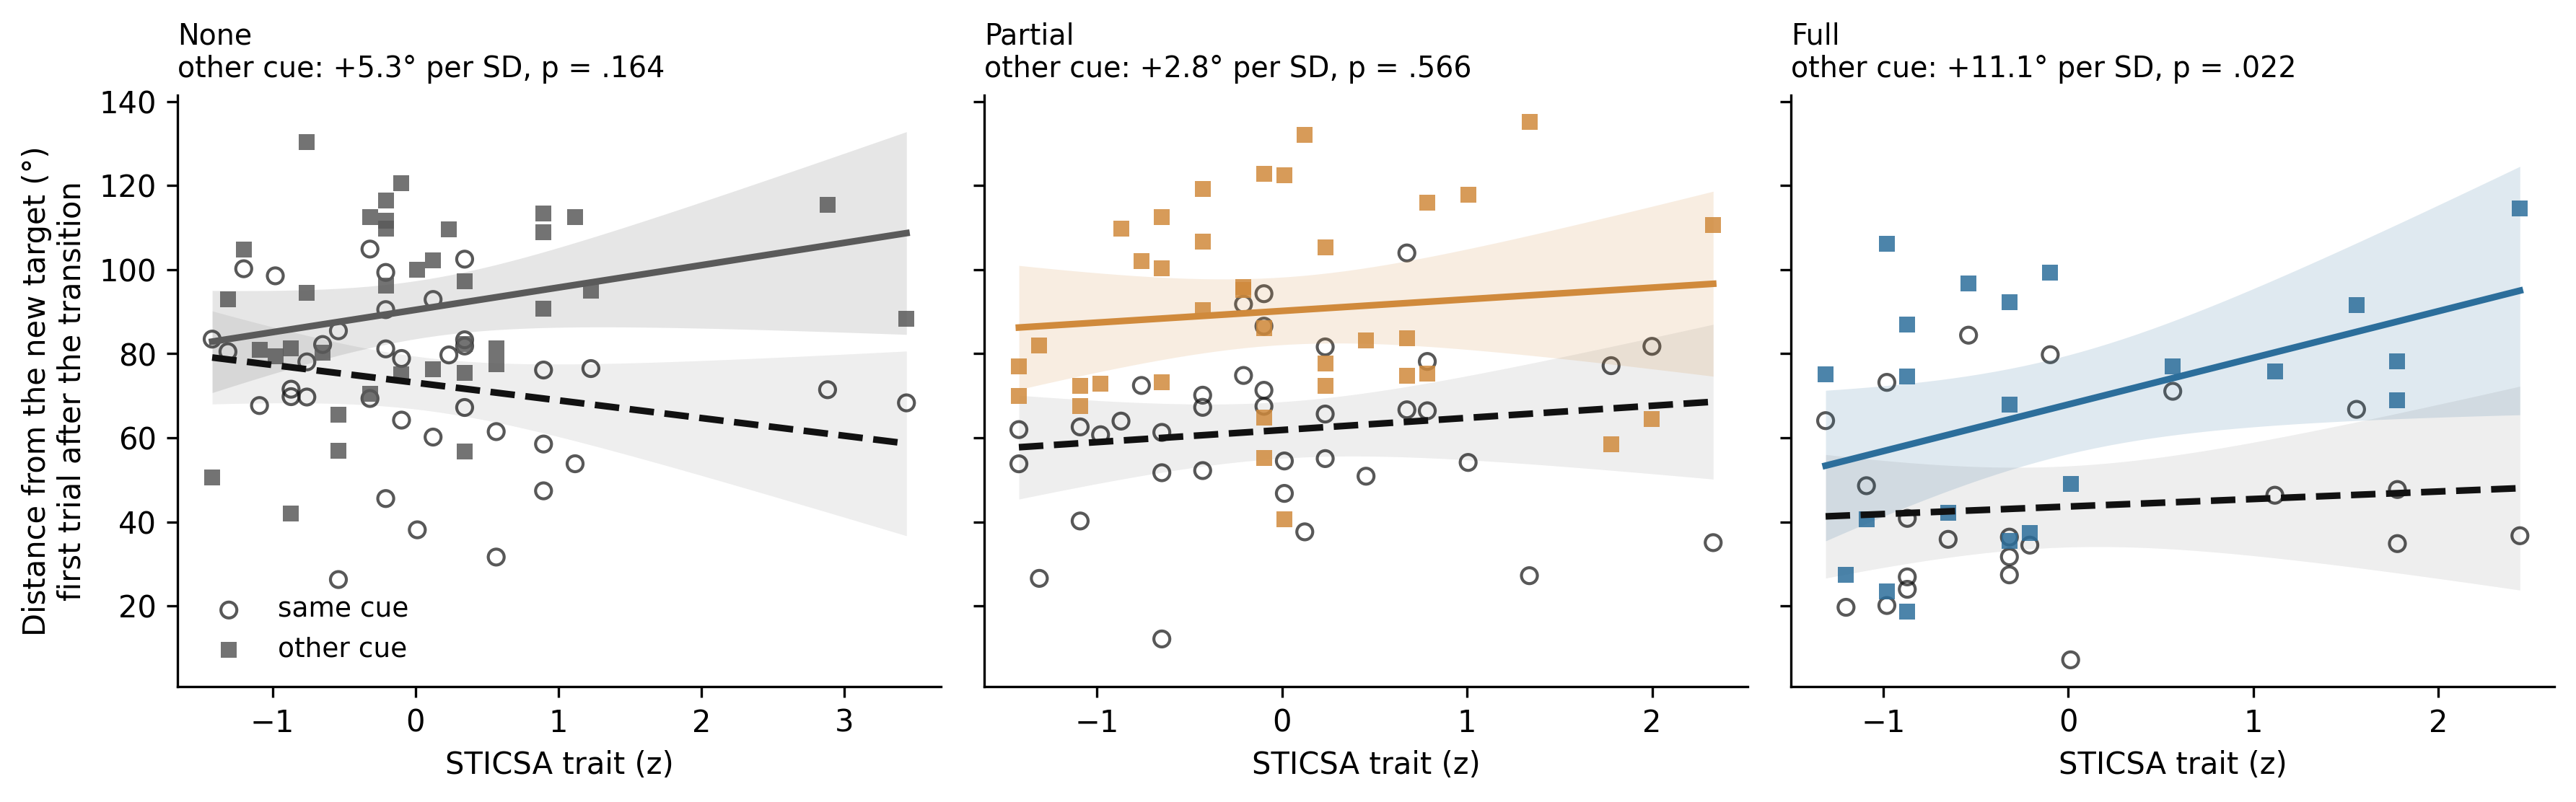 None
other cue: +5.3° per SD, p = .164
Partial
other cue: +2.8° per SD, p = .566
Full
other cue: +11.1° per SD, p = .022
Distance from the new target (°)
first trial after the transition
140
120
100
80
60
40
20
same cue
other cue
−1
0
1
2
3
−1
0
1
2
−1
0
1
2
STICSA trait (z)
STICSA trait (z)
STICSA trait (z)